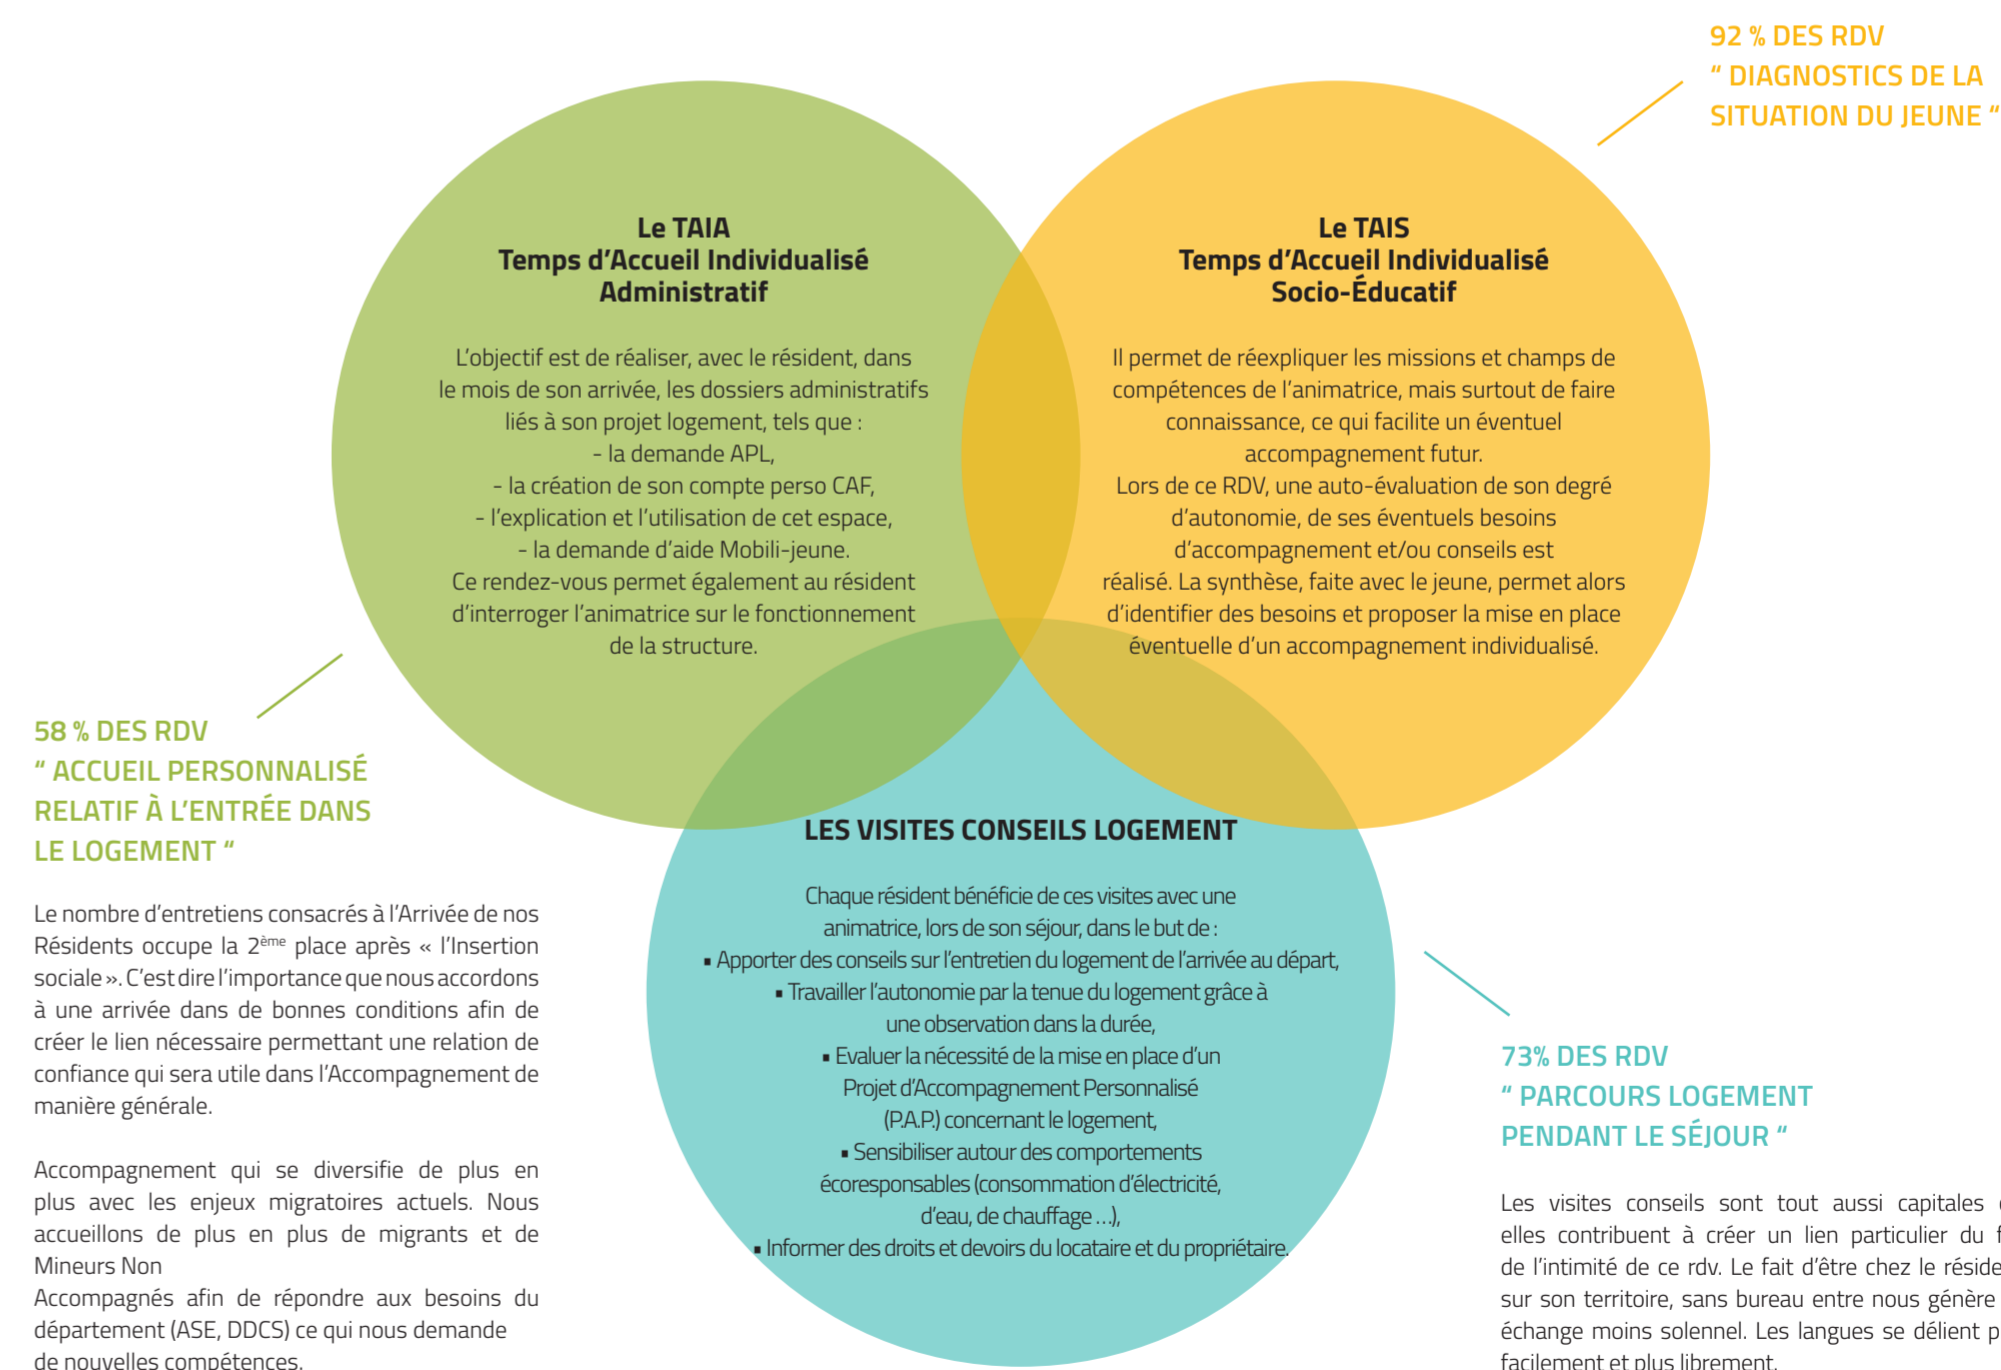 92 % DES RDV
“ DIAGNOSTICS DE LA
SITUATION DU JEUNE “
Le TAIA
Temps d’Accueil Individualisé
Administratif
L’objectif est de réaliser, avec le résident, dans
le mois de son arrivée, les dossiers administratifs
liés à son projet logement, tels que :
- la demande APL,
- la création de son compte perso CAF,
- l’explication et l’utilisation de cet espace,
- la demande d’aide Mobili-jeune.
Ce rendez-vous permet également au résident
d’interroger l’animatrice sur le fonctionnement
de la structure.
Le TAIS
Temps d’Accueil Individualisé
Socio-Éducatif
Il permet de réexpliquer les missions et champs de
compétences de l’animatrice, mais surtout de faire
connaissance, ce qui facilite un éventuel
accompagnement futur.
Lors de ce RDV, une auto-évaluation de son degré
d’autonomie, de ses éventuels besoins
d’accompagnement et/ou conseils est
réalisé. La synthèse, faite avec le jeune, permet alors
d’identifier des besoins et proposer la mise en place
éventuelle d’un accompagnement individualisé.
58 % DES RDV
“ ACCUEIL PERSONNALISÉ
RELATIF À L’ENTRÉE DANS
LE LOGEMENT “
Le nombre d’entretiens consacrés à l’Arrivée de nos
Résidents occupe la 2ème place après « l’Insertion
sociale ». C’est dire l’importance que nous accordons
à une arrivée dans de bonnes conditions afin de
créer le lien nécessaire permettant une relation de
confiance qui sera utile dans l’Accompagnement de
manière générale.
Accompagnement qui se diversifie de plus en
plus avec les enjeux migratoires actuels. Nous
accueillons de plus en plus de migrants et de
Mineurs Non
Accompagnés afin de répondre aux besoins du
département (ASE, DDCS) ce qui nous demande
de nouvelles compétences.
LES VISITES CONSEILS LOGEMENT
Chaque résident bénéficie de ces visites avec une
animatrice, lors de son séjour, dans le but de :
▪ Apporter des conseils sur l’entretien du logement de l’arrivée au départ,
▪ Travailler l’autonomie par la tenue du logement grâce à
une observation dans la durée,
▪ Evaluer la nécessité de la mise en place d’un
Projet d’Accompagnement Personnalisé
(P.A.P.) concernant le logement,
▪ Sensibiliser autour des comportements
écoresponsables (consommation d’électricité,
d’eau, de chauffage …),
▪ Informer des droits et devoirs du locataire et du propriétaire.
73% DES RDV
“ PARCOURS LOGEMENT
PENDANT LE SÉJOUR “
Les visites conseils sont tout aussi capitales
elles contribuent à créer un lien particulier du
de l’intimité de ce rdv. Le fait d’être chez le
sur son territoire, sans bureau entre nous génère
échange moins solennel. Les langues se délient
facilement et plus librement.